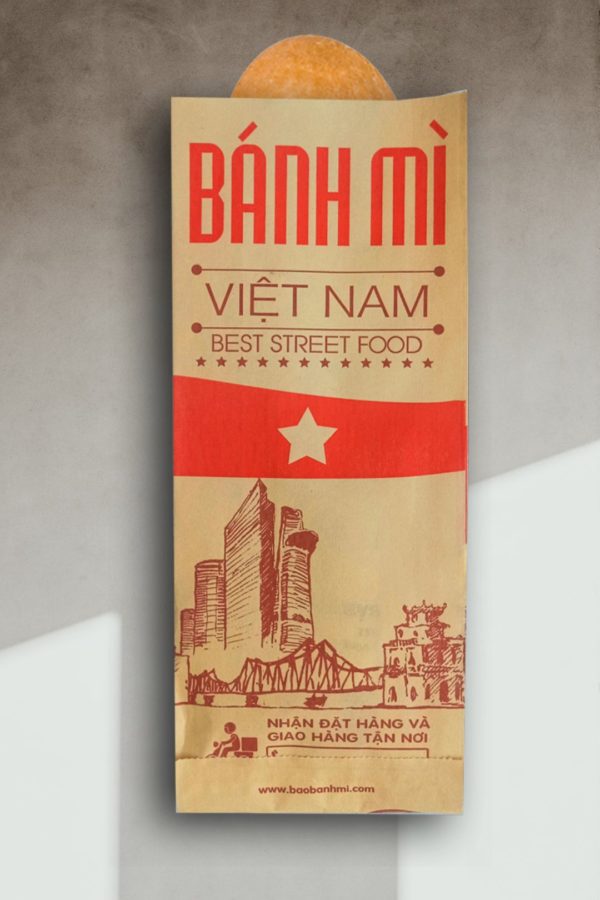 BÁNH MÌ
VIỆT NAM
BEST STREET FOOD
NHẬN ĐẶT HÀNG VÀ
GIAO HÀNG TẬN NƠI
www.baobanhmi.com